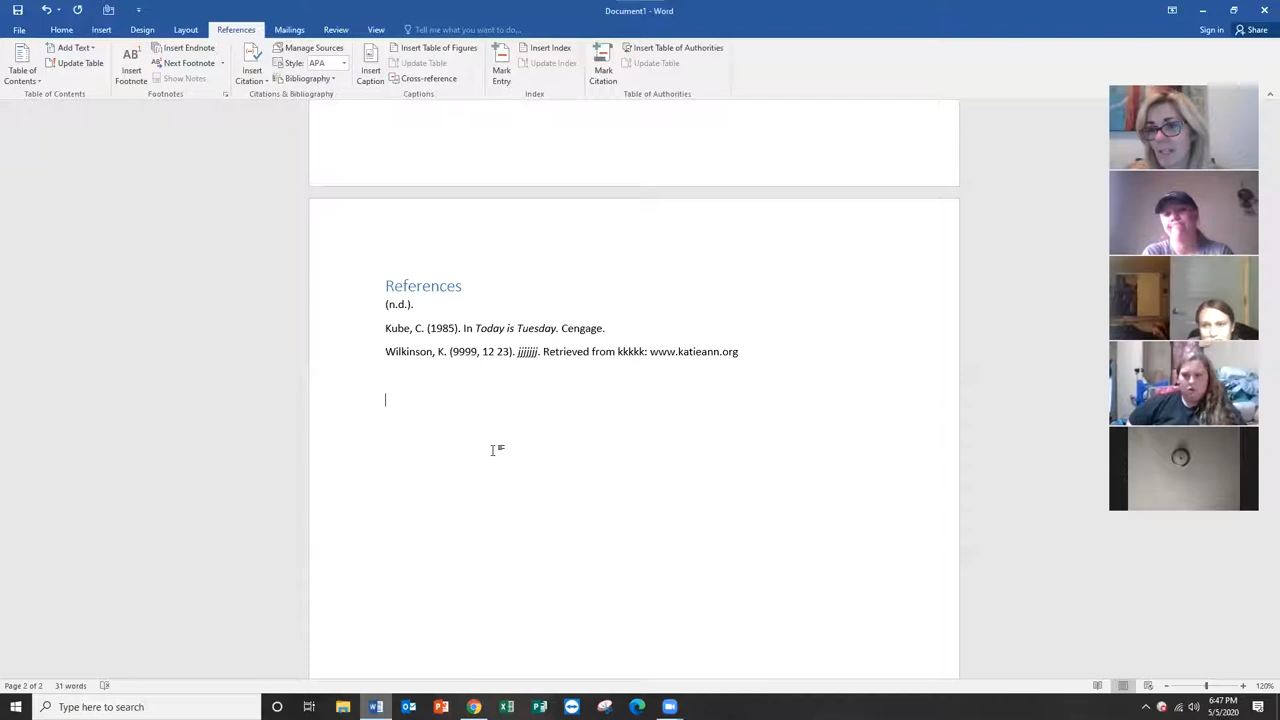 Document1 - Word
Sign in
Share
File Home Insert Design Layout References Mailings Review View Tell me what you want to do...
Table of Contents
Add Text
Update Table
Table of Contents
AB1 Insert Footnote
Insert Endnote
Next Footnote
Show Notes
Footnotes
Insert Citation
Manage Sources
Style: APA
Bibliography
Citations & Bibliography
Insert Caption
Insert Table of Figures
Update Table
Cross-reference
Captions
Mark Entry
Insert Index
Update Index
Index
Mark Citation
Insert Table of Authorities
Update Table
Table of Authorities
References
(n.d.).
Kube, C. (1985). In Today is Tuesday. Cengage.
Wilkinson, K. (9999, 12 23). jjjjjjj. Retrieved from kkkkk: www.katieann.org
Page 2 of 2 31 words
120%
Type here to search
6:47 PM
5/5/2020